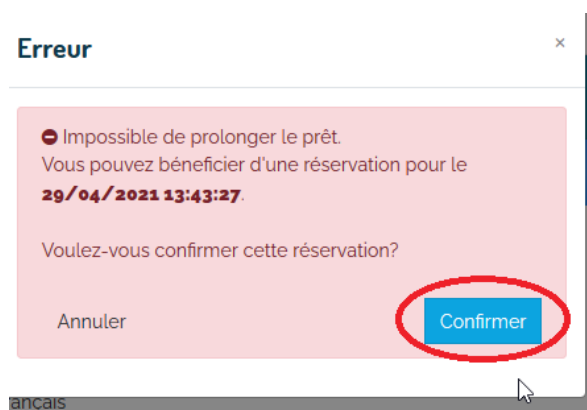 Erreur
×
Impossible de prolonger le prêt.
Vous pouvez béneficier d'une réservation pour le
29/04/2021 13:43:27.
Voulez-vous confirmer cette réservation?
Annuler
Confirmer
ançais